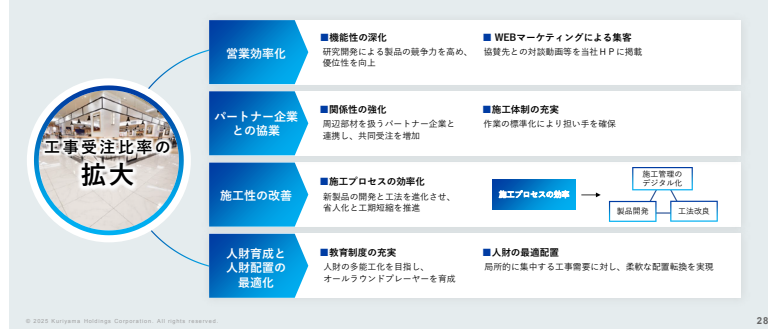 工事受注比率の
拡大
営業効率化
■機能性の深化
研究開発による製品の競争力を高め、
優位性を向上
■ WEBマーケティングによる集客
協賛先との対談動画等を当社ＨＰに掲載
パートナー企業
との協業
■関係性の強化
周辺部材を扱うパートナー企業と
連携し、共同受注を増加
■施工体制の充実
作業の標準化により担い手を確保
施工性の改善
■施工プロセスの効率化
新製品の開発と工法を進化させ、
省人化と工期短縮を推進
施工プロセスの効率
施工管理の
デジタル化
製品開発
工法改良
人財育成と
人財配置の
最適化
■教育制度の充実
人財の多能工化を目指し、
オールラウンドプレーヤーを育成
■人財の最適配置
局所的に集中する工事需要に対し、柔軟な配置転換を実現
© 2025 Kuriyama Holdings Corporation. All rights reserved.
28